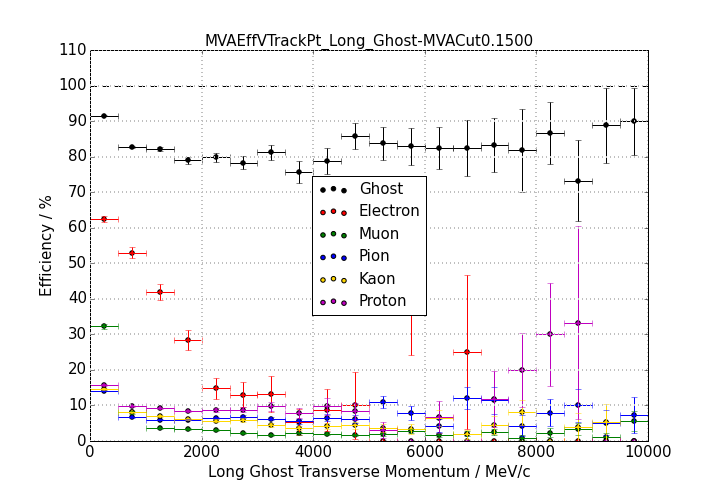 MVAEffVTrackPt_Long_Ghost-MVACut0.1500
110
100
90
80
70
60
50
40
30
20
10
0
Efficiency / %
Ghost
Electron
Muon
Pion
Kaon
Proton
0 2000 4000 6000 8000 10000
Long Ghost Transverse Momentum / MeV/c